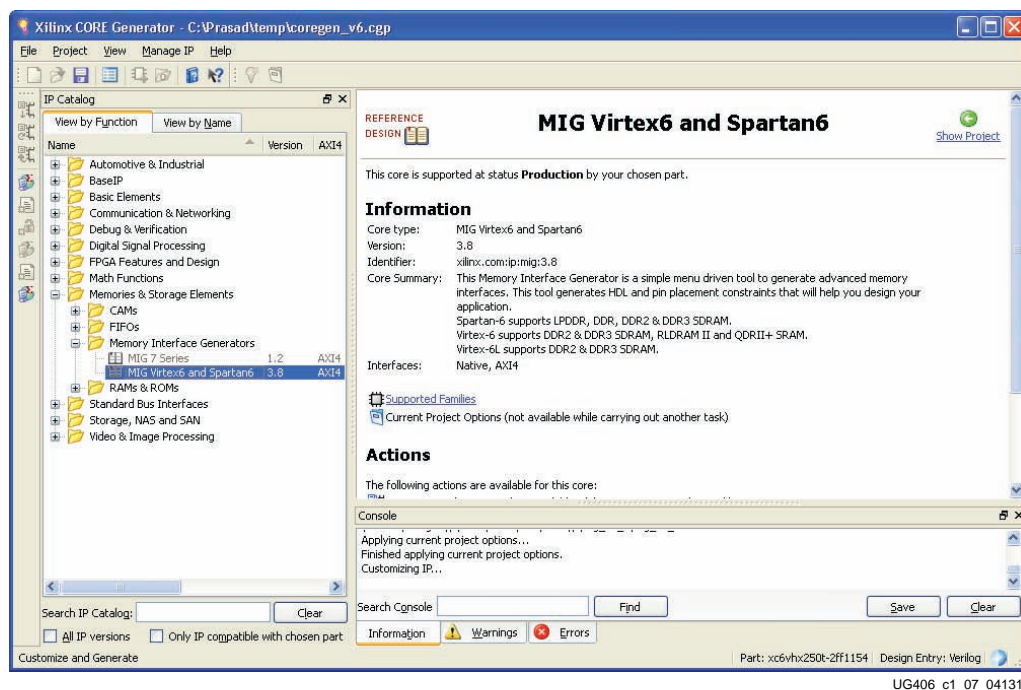 Xilinx CORE Generator - C:\Prasad\temp\coregen_v6.cgp
File Project View Manage IP Help
IP Catalog
View by Function View by Name
Name Version AXI4
Automotive & Industrial
BaseIP
Basic Elements
Communication & Networking
Debug & Verification
Digital Signal Processing
FPGA Features and Design
Math Functions
Memories & Storage Elements
CAMs
FIFOs
Memory Interface Generators
MIG 7 Series 1.2 AXI4
MIG Virtex6 and Spartan6 3.8 AXI4
RAMs & ROMs
Standard Bus Interfaces
Storage, NAS and SAN
Video & Image Processing
Search IP Catalog: Clear
All IP versions Only IP compatible with chosen part
REFERENCE
DESIGN
MIG Virtex6 and Spartan6
Show Project
This core is supported at status Production by your chosen part.
Information
Core type: MIG Virtex6 and Spartan6
Version: 3.8
Identifier: xilinx.com:ip:mig:3.8
Core Summary: This Memory Interface Generator is a simple menu driven tool to generate advanced memory
interfaces. This tool generates HDL and pin placement constraints that will help you design your
application.
Spartan-6 supports LPDDR, DDR, DDR2 & DDR3 SDRAM.
Virtex-6 supports DDR2 & DDR3 SDRAM, RLDRAM II and QDRII+ SRAM.
Virtex-6L supports DDR2 & DDR3 SDRAM.
Interfaces: Native, AXI4
Supported Families
Current Project Options (not available while carrying out another task)
Actions
The following actions are available for this core:
Console
Applying current project options...
Finished applying current project options.
Customizing IP...
Search Console Find Save Clear
Information Warnings Errors
Customize and Generate Part: xc6vhx250t-2ff1154 Design Entry: Verilog
UG406_c1_07_04131